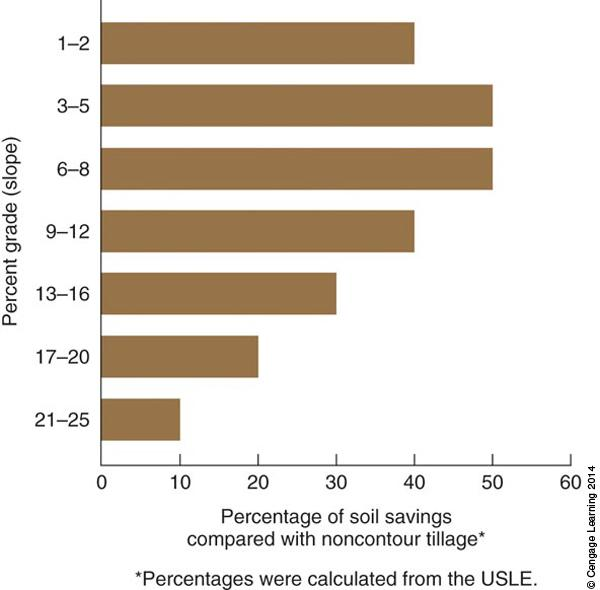 Percent grade (slope)
1–2
3–5
6–8
9–12
13–16
17–20
21–25
0 10 20 30 40 50 60
Percentage of soil savings
compared with noncontour tillage*
*Percentages were calculated from the USLE.
© Cengage Learning 2014